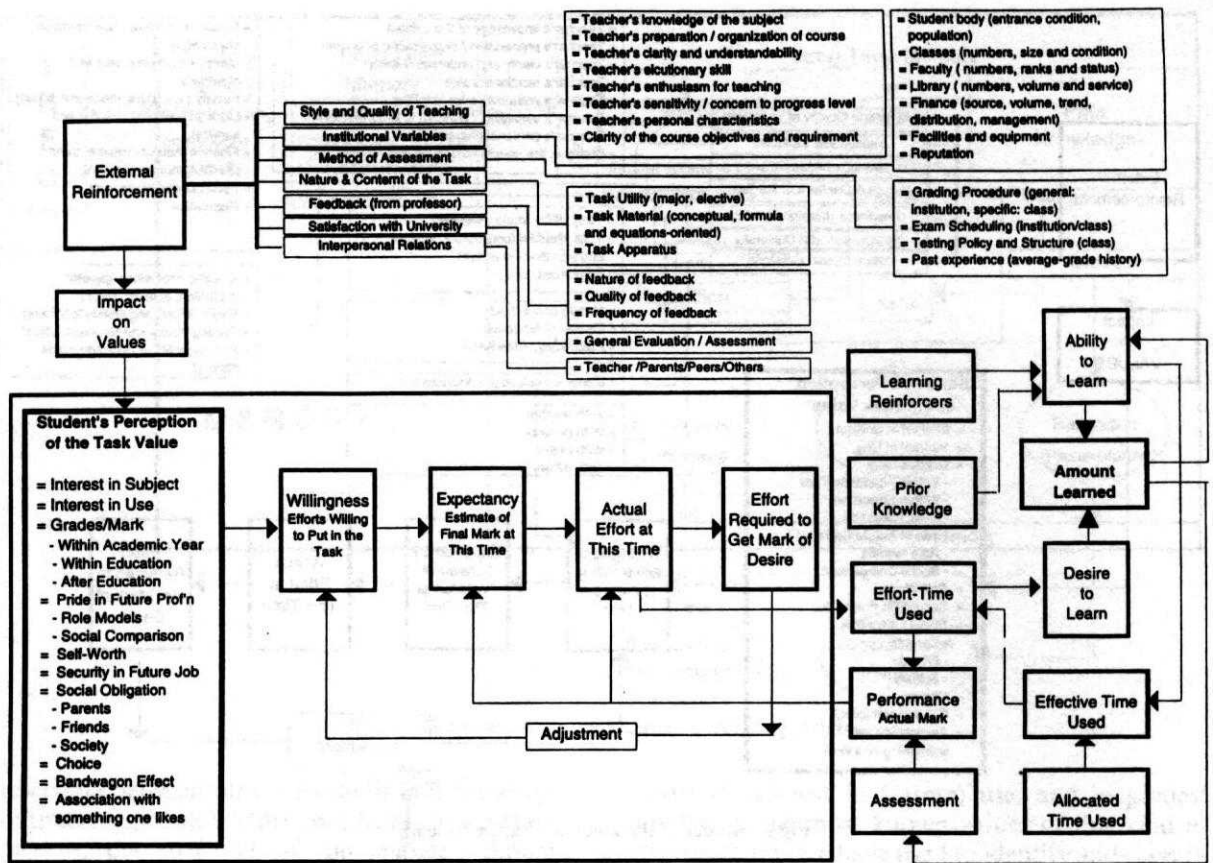 External
Reinforcement
Impact
on
Values
Style and Quality of Teaching
Institutional Variables
Method of Assessment
Nature & Contemt of the Task
Feedback (from professor)
Satisfaction with University
Interpersonal Relations
= Teacher's knowledge of the subject
= Teacher's preparation / organization of course
= Teacher's clarity and understandability
= Teacher's elcutionary skill
= Teacher's enthusiasm for teaching
= Teacher's sensitivity / concern to progress level
= Teacher's personal characteristics
= Clarity of the course objectives and requirement
= Student body (entrance condition,
population)
= Classes (numbers, size and condition)
= Faculty ( numbers, ranks and status)
= Library ( numbers, volume and service)
= Finance (source, volume, trend,
distribution, management)
= Facilities and equipment
= Reputation
= Task Utility (major, elective)
= Task Material (conceptual, formula
and equations-oriented)
= Task Apparatus
= Grading Procedure (general:
institution, specific: class)
= Exam Scheduling (institution/class)
= Testing Policy and Structure (class)
= Past experience (average-grade history)
= Nature of feedback
= Quality of feedback
= Frequency of feedback
= General Evaluation / Assessment
= Teacher /Parents/Peers/Others
Student's Perception
of the Task Value
= Interest in Subject
= Interest in Use
= Grades/Mark
- Within Academic Year
- Within Education
- After Education
= Pride in Future Prof'n
- Role Models
- Social Comparison
= Self-Worth
= Security in Future Job
= Social Obligation
- Parents
- Friends
- Society
= Choice
= Bandwagon Effect
= Association with
something one likes
Willingness
Efforts Willing
to Put in the
Task
Expectancy
Estimate of
Final Mark at
This Time
Actual
Effort at
This Time
Effort
Required to
Get Mark of
Desire
Adjustment
Learning
Reinforcers
Prior
Knowledge
Effort-Time
Used
Performance
Actual Mark
Assessment
Ability
to
Learn
Amount
Learned
Desire
to
Learn
Effective Time
Used
Allocated
Time Used